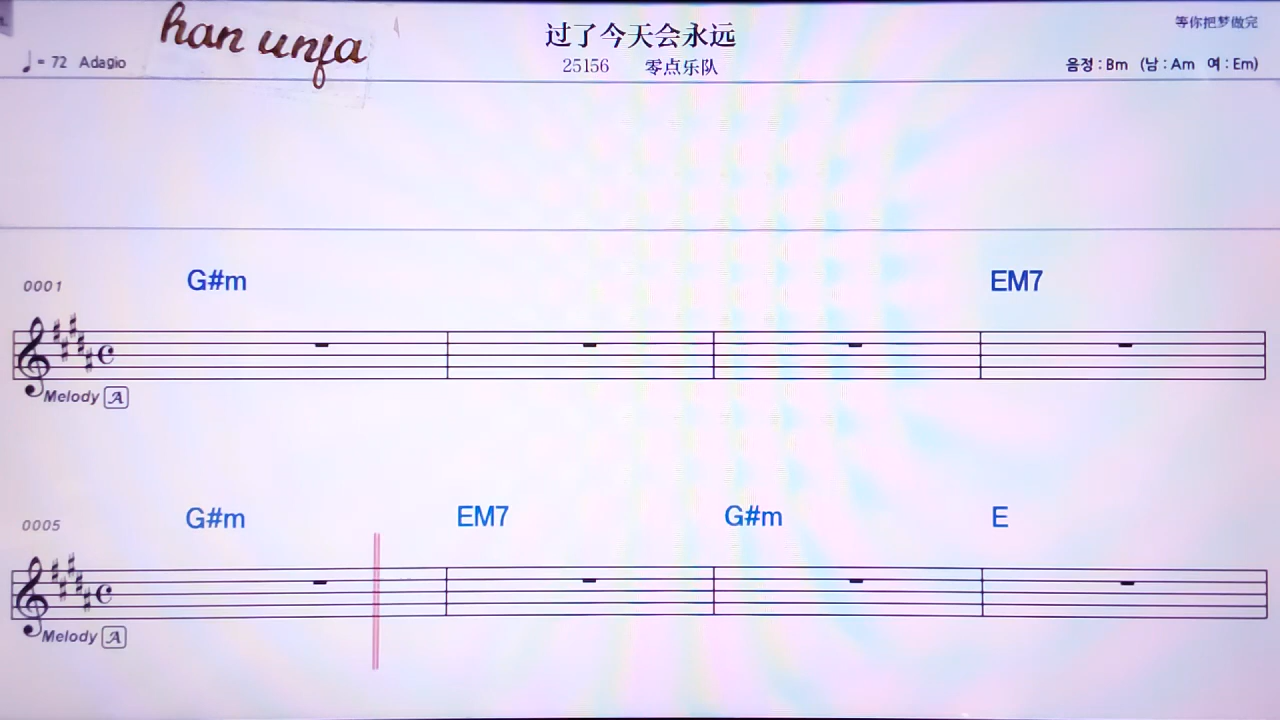 han unfa
♩= 72 Adagio
过了今天会永远
25156 零点乐队
等你把梦做完
음정 : Bm (남 : Am 여 : Em)
0001
G#m EM7
Melody A
0005
G#m EM7 G#m E
Melody A